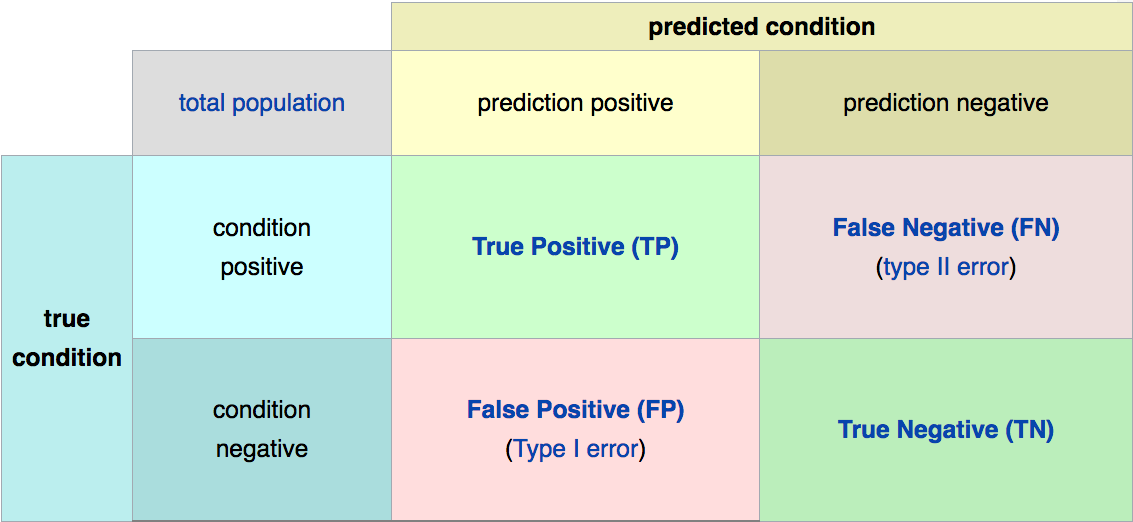 predicted condition
total population
prediction positive
prediction negative
true
condition
condition
positive
True Positive (TP)
False Negative (FN)
(type II error)
condition
negative
False Positive (FP)
(Type I error)
True Negative (TN)